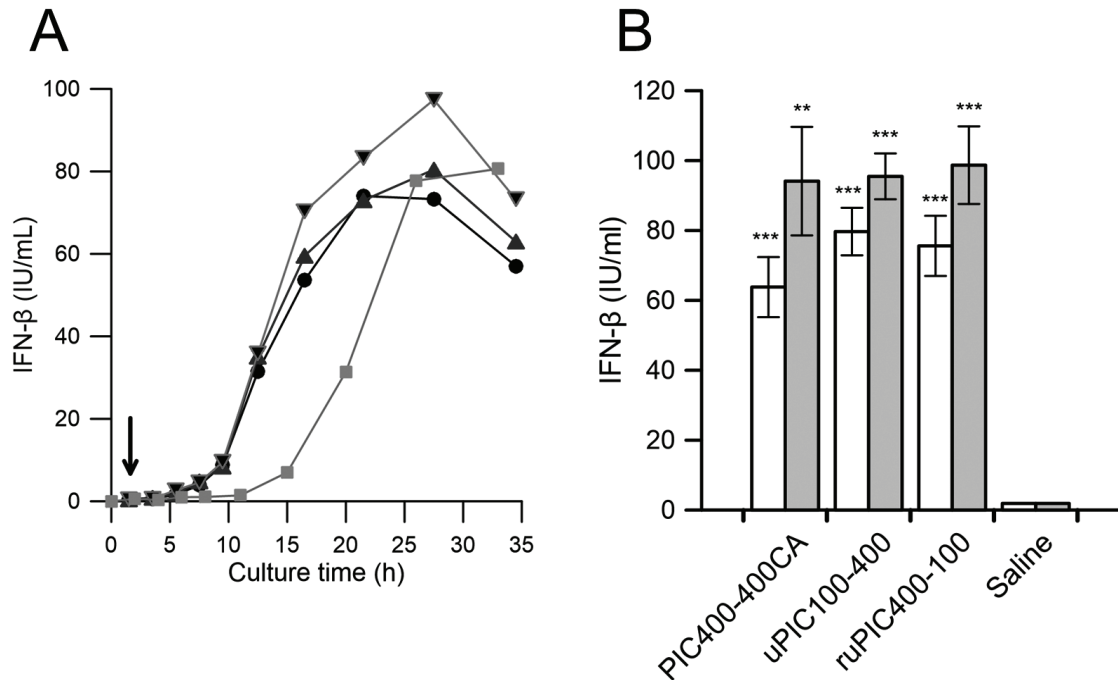 A
IFN-β (IU/mL)
100
80
60
40
20
0
0 5 10 15 20 25 30 35
Culture time (h)
B
IFN-β (IU/ml)
120
100
80
60
40
20
0
*** ** *** *** *** ***
PIC400-400CA
uPIC100-400
ruPIC400-100
Saline